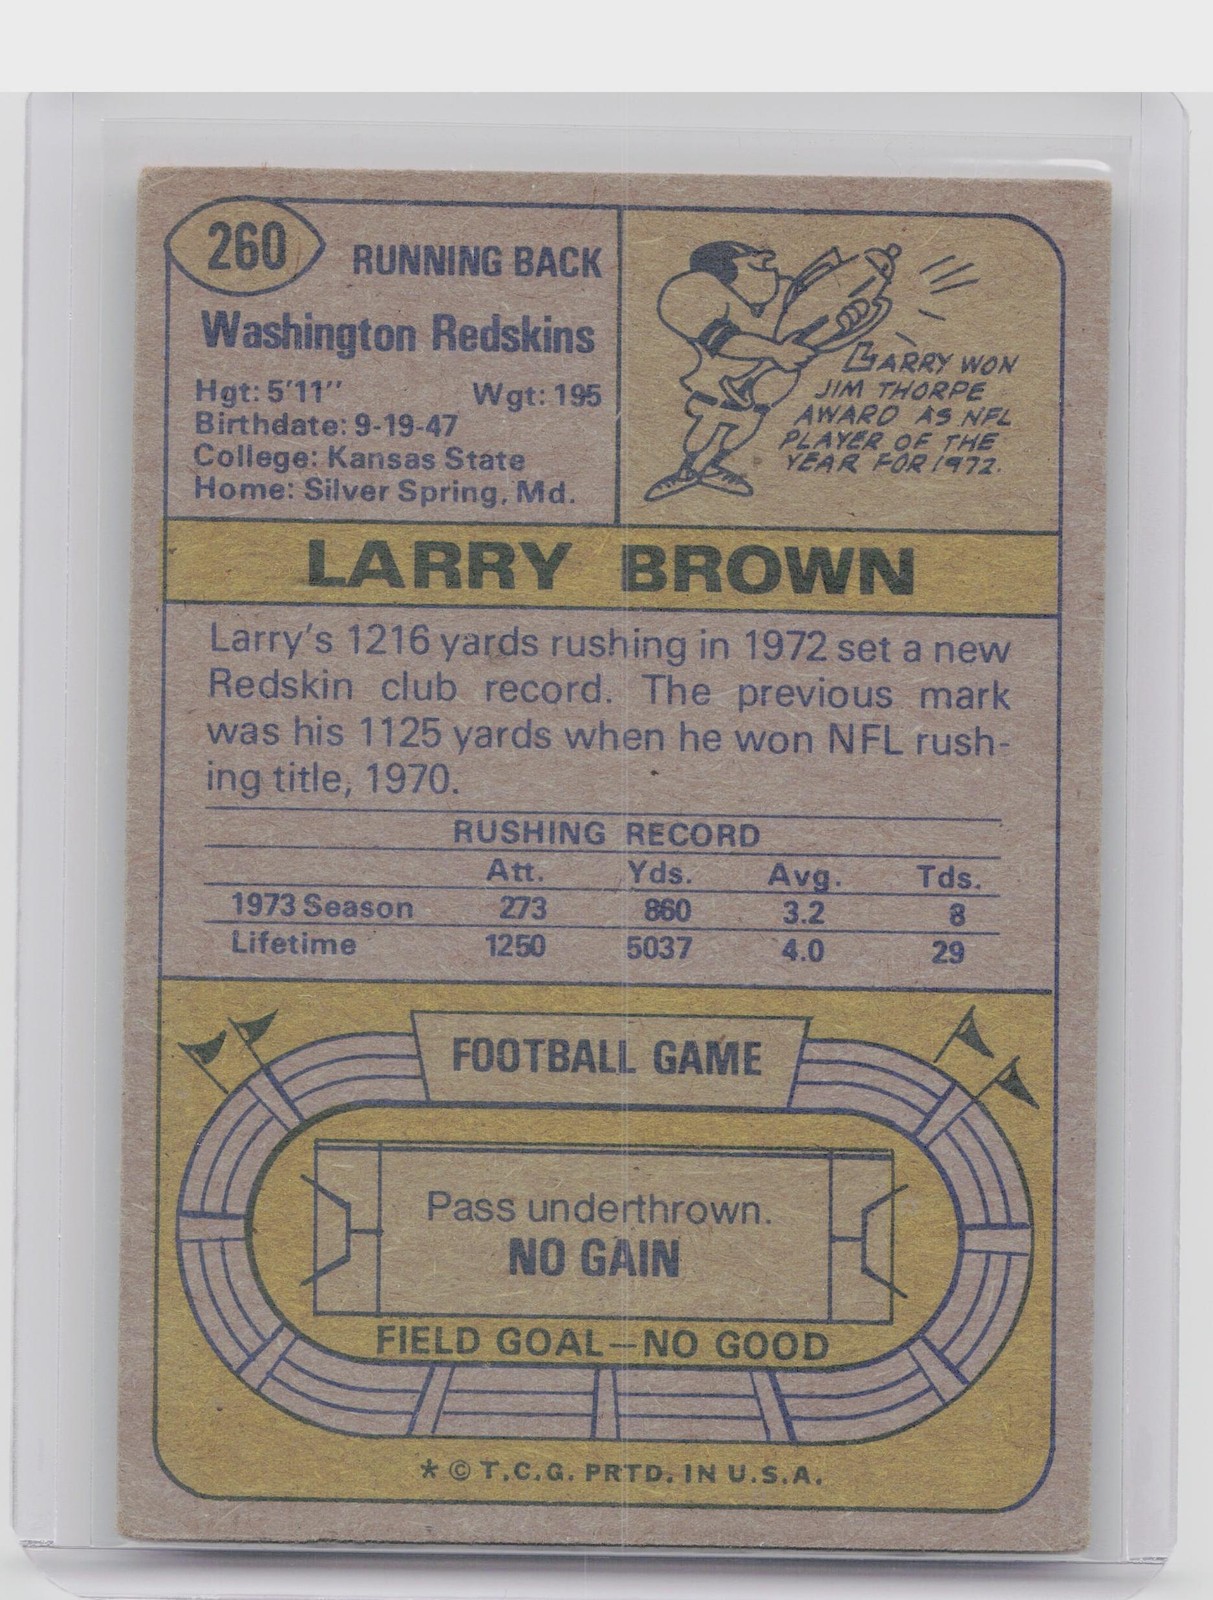 260
RUNNING BACK
Washington Redskins
Hgt: 5'11" Wgt: 195
Birthdate: 9-19-47
College: Kansas State
Home: Silver Spring, Md.
LARRY WON
JIM THORPE
AWARD AS NFL
PLAYER OF THE
YEAR FOR 1972.
LARRY BROWN
Larry's 1216 yards rushing in 1972 set a new
Redskin club record. The previous mark
was his 1125 yards when he won NFL rush-
ing title, 1970.
RUSHING RECORD
Att. Yds. Avg. Tds.
1973 Season 273 860 3.2 8
Lifetime 1250 5037 4.0 29
FOOTBALL GAME
Pass underthrown.
NO GAIN
FIELD GOAL—NO GOOD
* © T.C.G. PRTD. IN U.S.A.